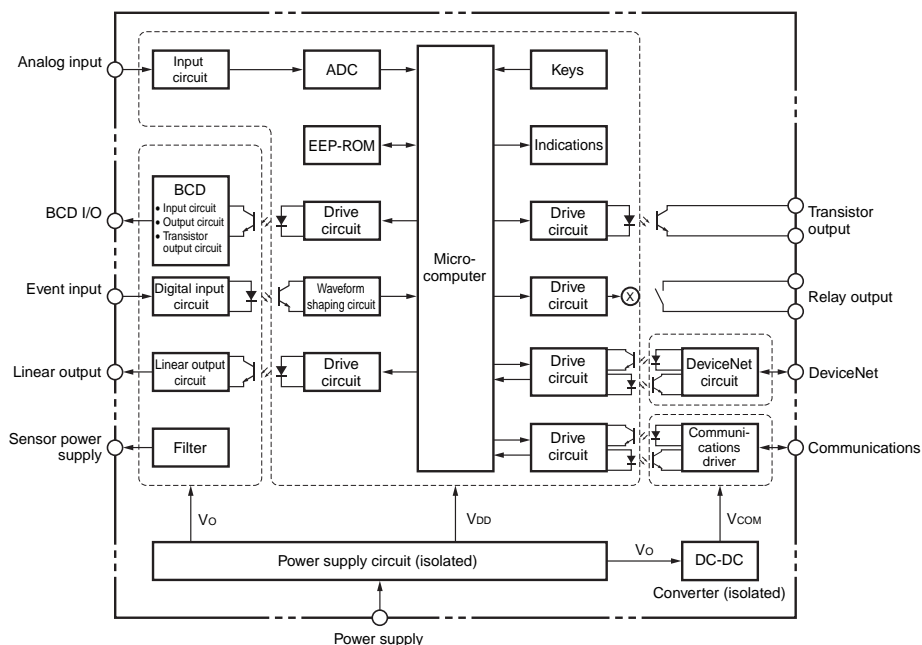 Analog input
Input
circuit
ADC
Keys
EEP-ROM
Indications
BCD I/O
BCD
• Input circuit
• Output circuit
• Transistor
output circuit
Drive
circuit
Micro-
computer
Drive
circuit
Transistor
output
Event input
Digital input
circuit
Waveform
shaping circuit
Drive
circuit
X
Relay output
Linear output
Linear output
circuit
Drive
circuit
Drive
circuit
DeviceNet
circuit
DeviceNet
Sensor power
supply
Filter
Drive
circuit
Communi-
cations
driver
Communications
VO
VDD
VCOM
Power supply circuit (isolated)
VO
DC-DC
Converter (isolated)
Power supply